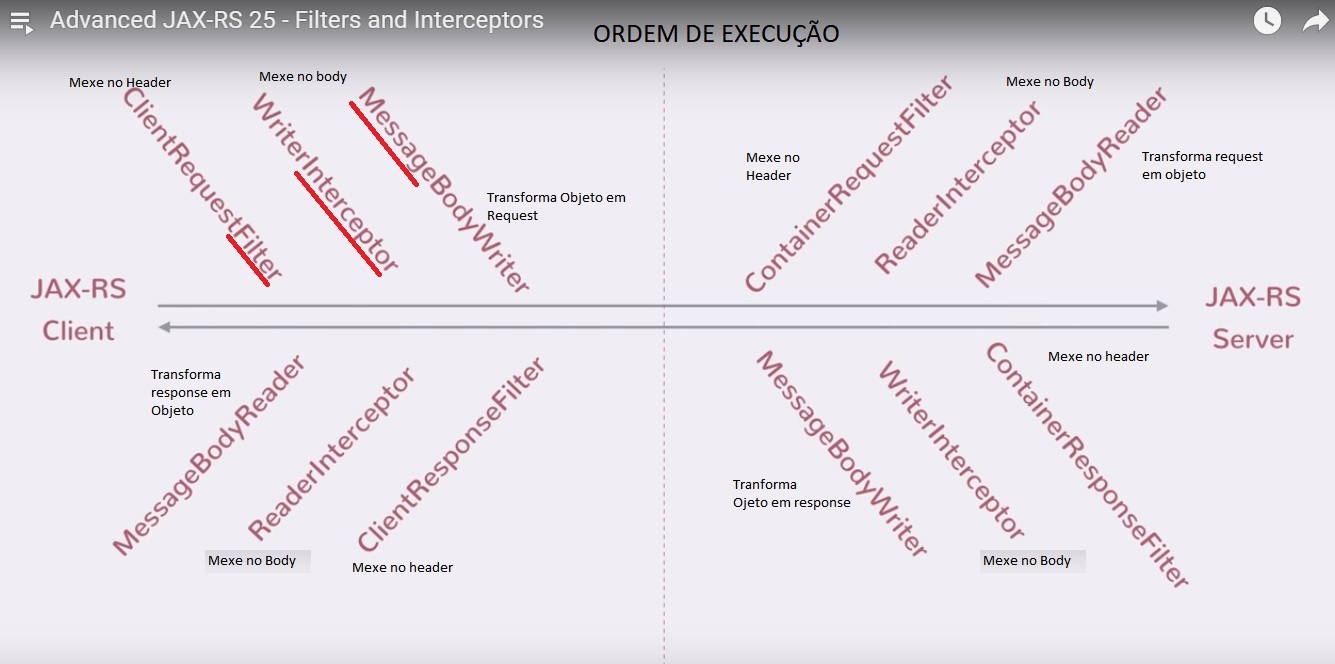 Advanced JAX-RS 25 - Filters and Interceptors
ORDEM DE EXECUÇÃO
Mexe no Header
Mexe no body
Mexe no Body
ClientRequestFilter
WriterInterceptor
MessageBodyWriter
Transforma Objeto em
Request
Mexe no
Header
ContainerRequestFilter
ReaderInterceptor
MessageBodyReader
Transforma request
em objeto
JAX-RS
Client
JAX-RS
Server
Transforma
response em
Objeto
MessageBodyReader
ReaderInterceptor
ClientResponseFilter
Mexe no Body
Mexe no header
MessageBodyWriter
WriterInterceptor
ContainerResponseFilter
Mexe no header
Tranforma
Ojeto em response
Mexe no Body